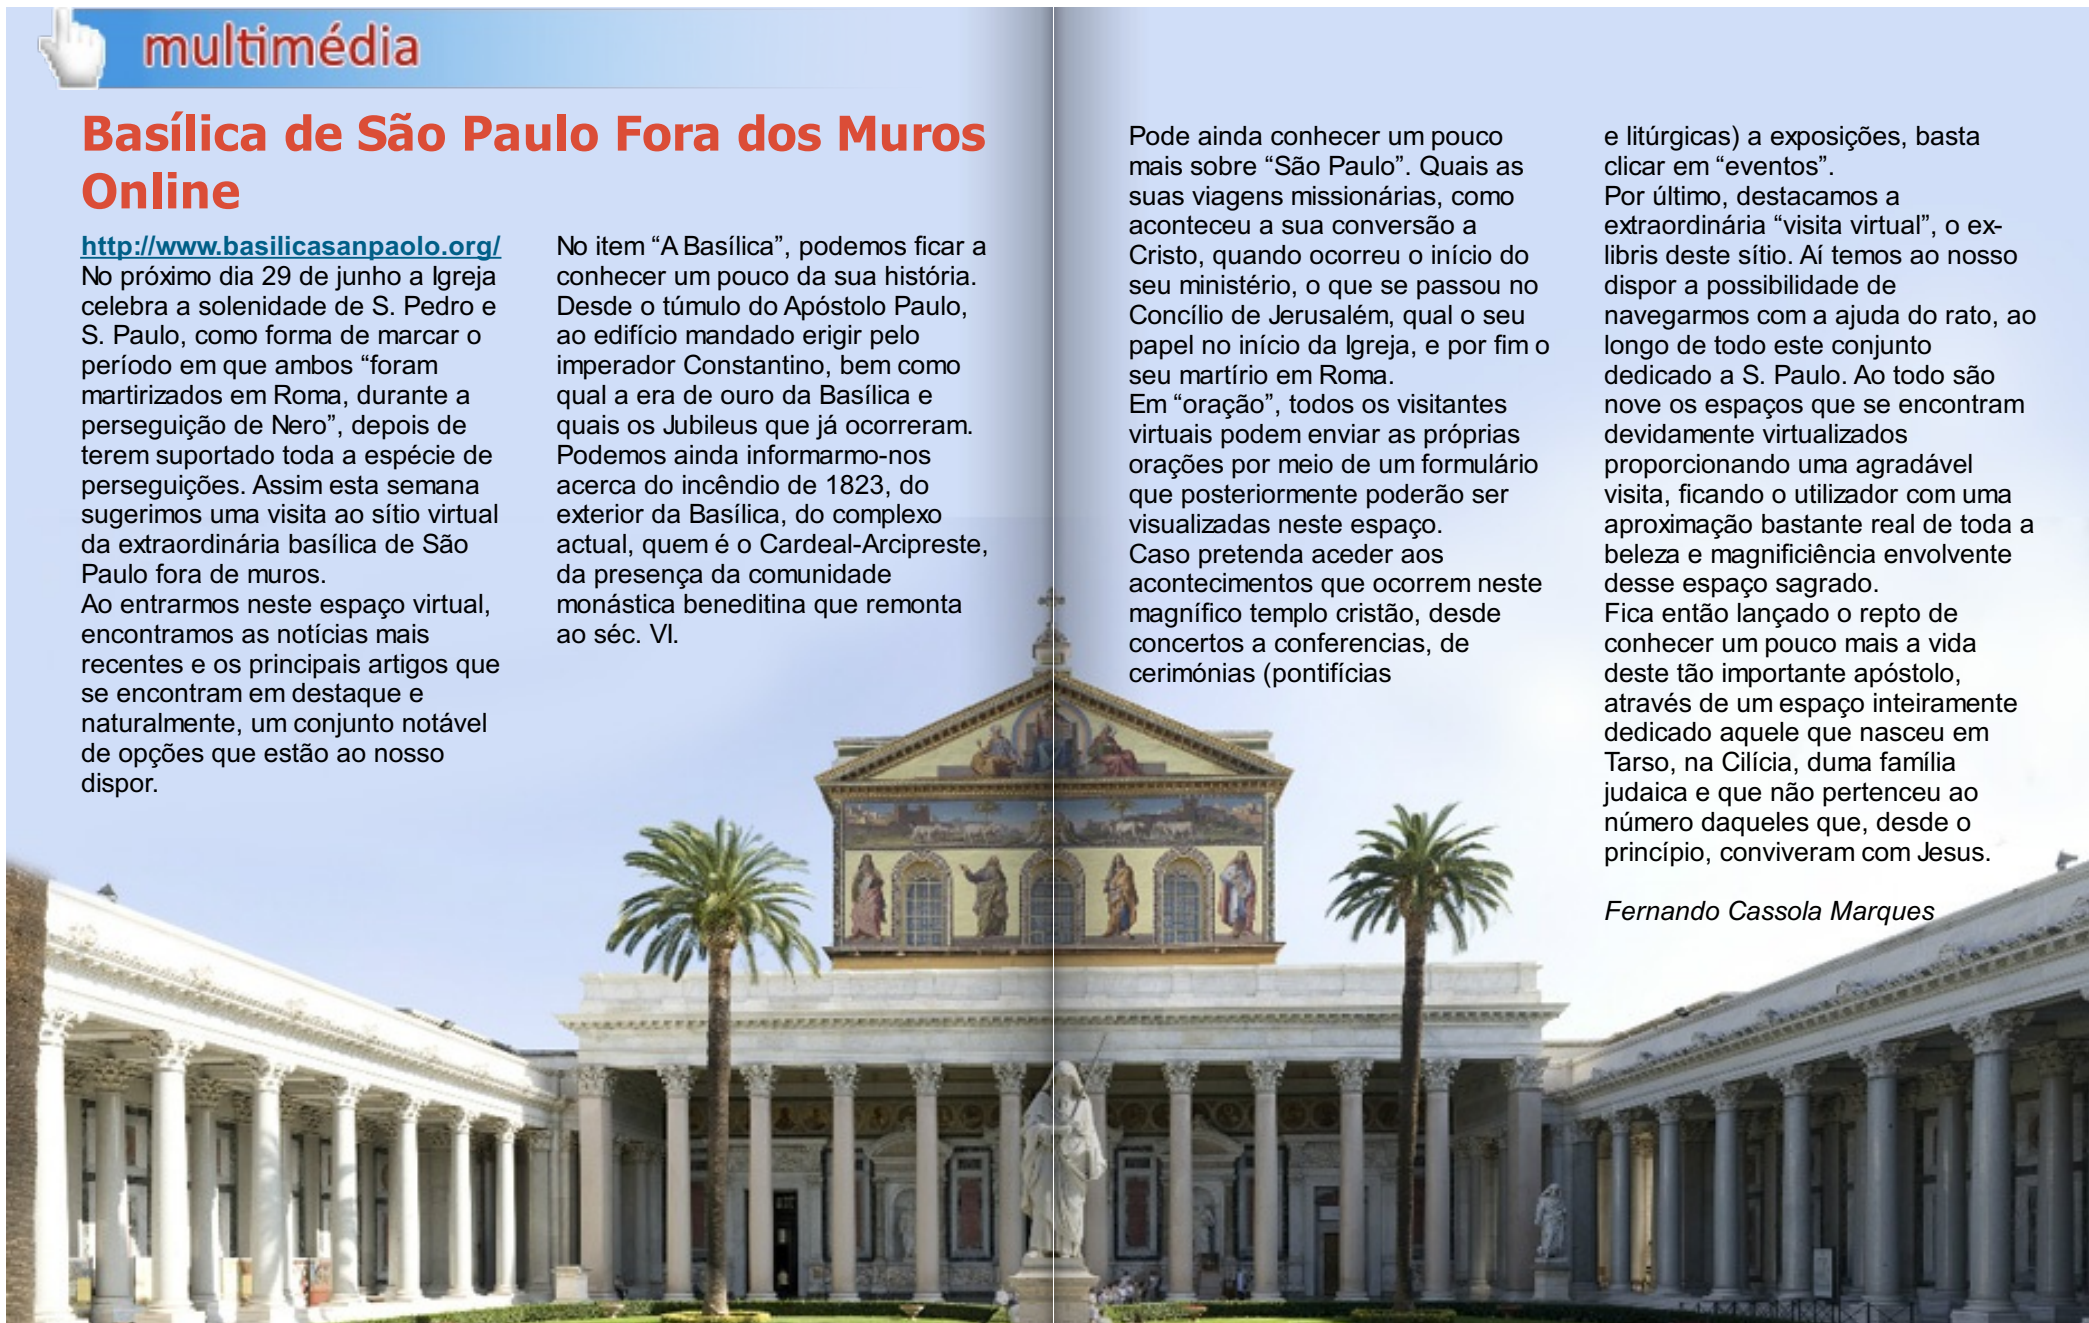 multimédia
Basílica de São Paulo Fora dos Muros
Online
http://www.basilicasanpaolo.org/
No próximo dia 29 de junho a Igreja
celebra a solenidade de S. Pedro e
S. Paulo, como forma de marcar o
período em que ambos “foram
martirizados em Roma, durante a
perseguição de Nero”, depois de
terem suportado toda a espécie de
perseguições. Assim esta semana
sugerimos uma visita ao sítio virtual
da extraordinária basílica de São
Paulo fora de muros.
Ao entrarmos neste espaço virtual,
encontramos as notícias mais
recentes e os principais artigos que
se encontram em destaque e
naturalmente, um conjunto notável
de opções que estão ao nosso
dispor.
No item “A Basílica”, podemos ficar a
conhecer um pouco da sua história.
Desde o túmulo do Apóstolo Paulo,
ao edifício mandado erigir pelo
imperador Constantino, bem como
qual a era de ouro da Basílica e
quais os Jubileus que já ocorreram.
Podemos ainda informarmo-nos
acerca do incêndio de 1823, do
exterior da Basílica, do complexo
actual, quem é o Cardeal-Arcipreste,
da presença da comunidade
monástica beneditina que remonta
ao séc. VI.
Pode ainda conhecer um pouco
mais sobre “São Paulo”. Quais as
suas viagens missionárias, como
aconteceu a sua conversão a
Cristo, quando ocorreu o início do
seu ministério, o que se passou no
Concílio de Jerusalém, qual o seu
papel no início da Igreja, e por fim o
seu martírio em Roma.
Em “oração”, todos os visitantes
virtuais podem enviar as próprias
orações por meio de um formulário
que posteriormente poderão ser
visualizadas neste espaço.
Caso pretenda aceder aos
acontecimentos que ocorrem neste
magnífico templo cristão, desde
concertos a conferencias, de
cerimónias (pontifícias
e litúrgicas) a exposições, basta
clicar em “eventos”.
Por último, destacamos a
extraordinária “visita virtual”, o ex-
libris deste sítio. Aí temos ao nosso
dispor a possibilidade de
navegarmos com a ajuda do rato, ao
longo de todo este conjunto
dedicado a S. Paulo. Ao todo são
nove os espaços que se encontram
devidamente virtualizados
proporcionando uma agradável
visita, ficando o utilizador com uma
aproximação bastante real de toda a
beleza e magnificiência envolvente
desse espaço sagrado.
Fica então lançado o repto de
conhecer um pouco mais a vida
deste tão importante apóstolo,
através de um espaço inteiramente
dedicado aquele que nasceu em
Tarso, na Cilícia, duma família
judaica e que não pertenceu ao
número daqueles que, desde o
princípio, conviveram com Jesus.
Fernando Cassola Marques